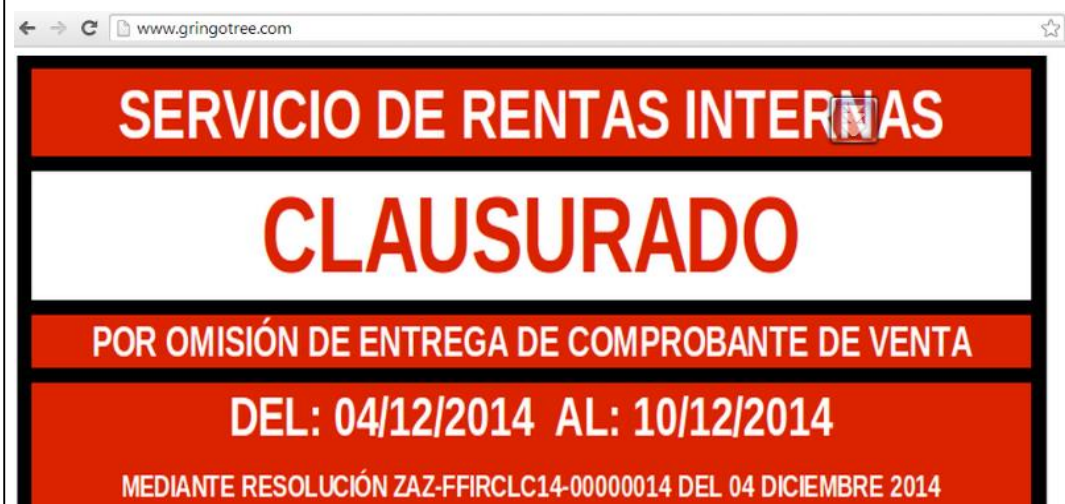 www.gringotree.com
SERVICIO DE RENTAS INTERNAS
CLAUSURADO
POR OMISIÓN DE ENTREGA DE COMPROBANTE DE VENTA
DEL: 04/12/2014 AL: 10/12/2014
MEDIANTE RESOLUCIÓN ZAZ-FFIRCLC14-00000014 DEL 04 DICIEMBRE 2014